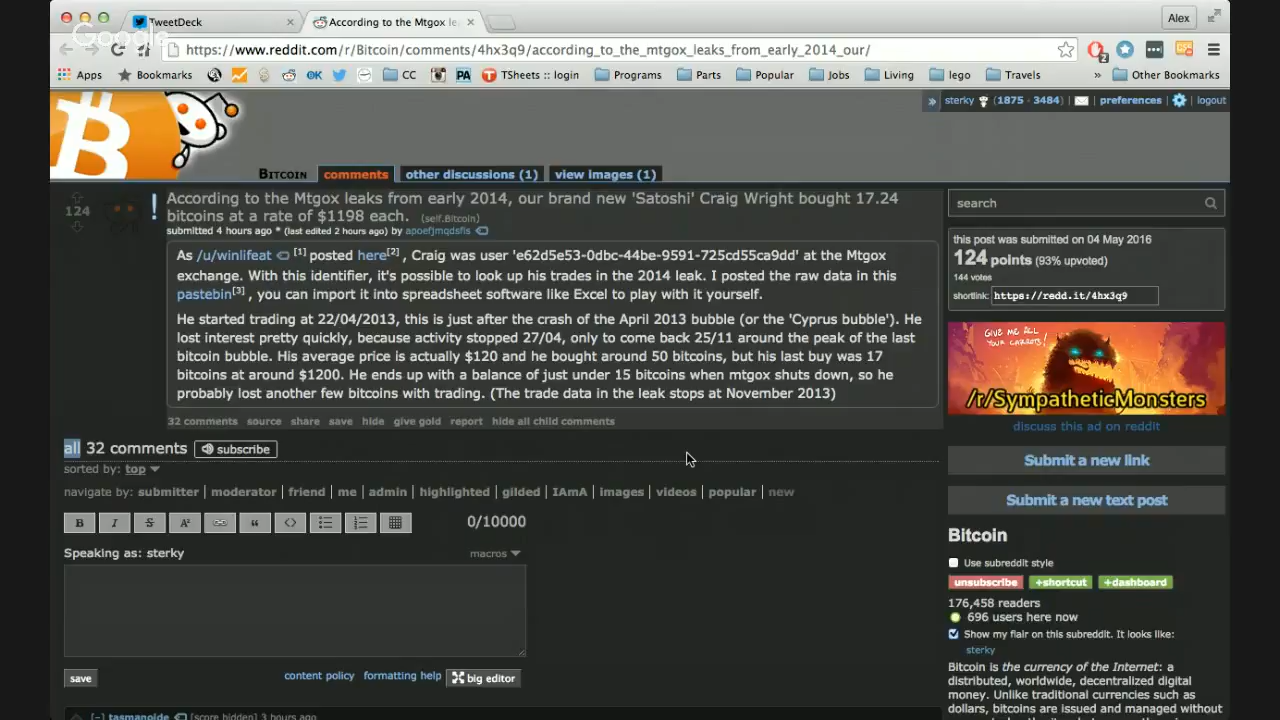 TweetDeck
According to the Mtgox lea
Alex
Google
https://www.reddit.com/r/Bitcoin/comments/4hx3q9/according_to_the_mtgox_leaks_from_early_2014_our/
2
Apps Bookmarks OK CC PA TSheets :: login Programs Parts Popular Jobs Living lego Travels » Other Bookmarks
» sterky (1875 · 3484) | | preferences | | logout
BITCOIN comments other discussions (1) view images (1)
124
According to the Mtgox leaks from early 2014, our brand new 'Satoshi' Craig Wright bought 17.24
bitcoins at a rate of $1198 each. (self.Bitcoin)
submitted 4 hours ago * (last edited 2 hours ago) by apoefjmqdsfls
As /u/winlifeat [1] posted here[2] , Craig was user 'e62d5e53-0dbc-44be-9591-725cd55ca9dd' at the Mtgox
exchange. With this identifier, it's possible to look up his trades in the 2014 leak. I posted the raw data in this
pastebin[3] , you can import it into spreadsheet software like Excel to play with it yourself.
He started trading at 22/04/2013, this is just after the crash of the April 2013 bubble (or the 'Cyprus bubble'). He
lost interest pretty quickly, because activity stopped 27/04, only to come back 25/11 around the peak of the last
bitcoin bubble. His average price is actually $120 and he bought around 50 bitcoins, but his last buy was 17
bitcoins at around $1200. He ends up with a balance of just under 15 bitcoins when mtgox shuts down, so he
probably lost another few bitcoins with trading. (The trade data in the leak stops at November 2013)
32 comments source share save hide give gold report hide all child comments
all 32 comments subscribe
sorted by: top
navigate by: submitter | moderator | friend | me | admin | highlighted | gilded | IAmA | images | videos | popular | new
B I S A² “ <> 0/10000
Speaking as: sterky macros
save content policy formatting help big editor
[-] tasmanoide [score hidden] 3 hours ago
search
this post was submitted on 04 May 2016
124 points (93% upvoted)
144 votes
shortlink: https://redd.it/4hx3q9
GIVE ME ALL
YOUR CARROTS!
/r/SympatheticMonsters
discuss this ad on reddit
Submit a new link
Submit a new text post
Bitcoin
Use subreddit style
unsubscribe +shortcut +dashboard
176,458 readers
696 users here now
Show my flair on this subreddit. It looks like:
sterky
Bitcoin is the currency of the Internet: a
distributed, worldwide, decentralized digital
money. Unlike traditional currencies such as
dollars, bitcoins are issued and managed without